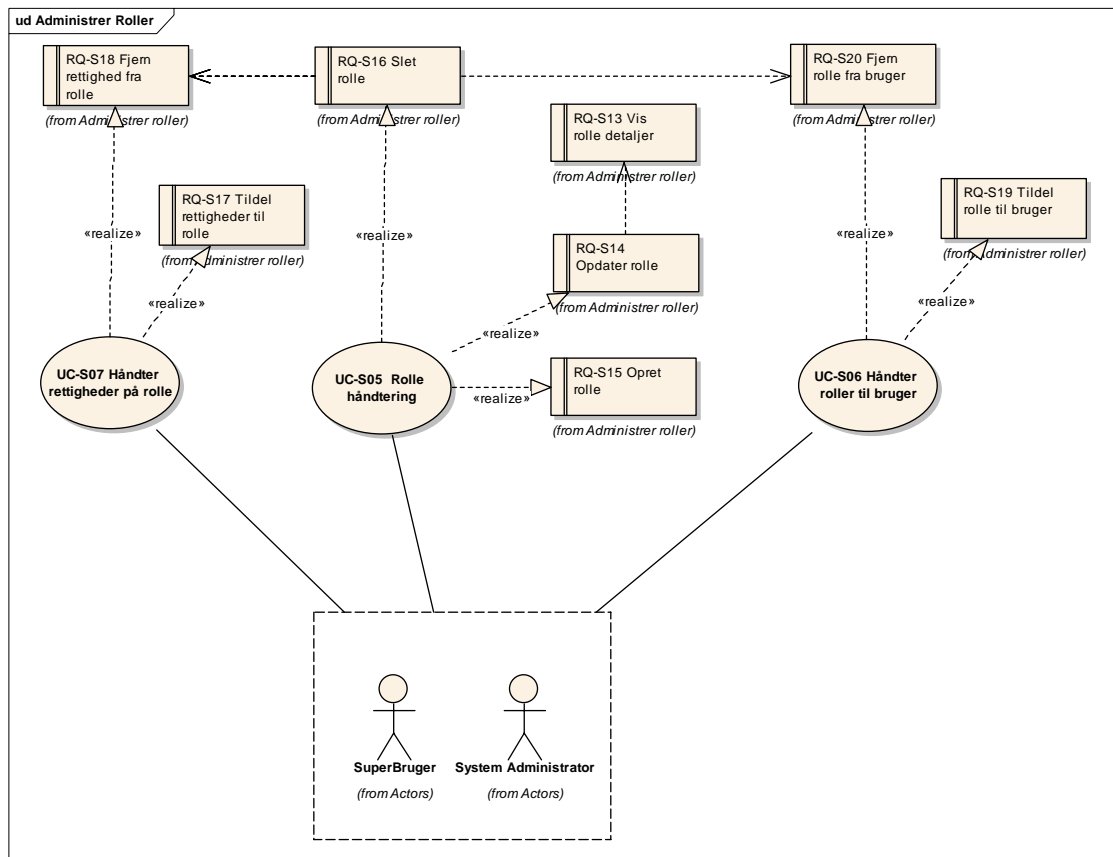 ud Administrer Roller
RQ-S18 Fjern
rettighed fra
rolle
(from Administrer roller)
RQ-S16 Slet
rolle
(from Administrer roller)
RQ-S20 Fjern
rolle fra bruger
(from Administrer roller)
RQ-S13 Vis
rolle detaljer
(from Administrer roller)
RQ-S17 Tildel
rettigheder til
rolle
(from Administrer roller)
RQ-S19 Tildel
rolle til bruger
(from Administrer roller)
RQ-S14
Opdater rolle
(from Administrer roller)
«realize»
«realize»
«realize»
«realize»
«realize»
«realize»
«realize»
UC-S07 Håndter
rettigheder på rolle
UC-S05 Rolle
håndtering
RQ-S15 Opret
rolle
(from Administrer roller)
UC-S06 Håndter
roller til bruger
SuperBruger
(from Actors)
System Administrator
(from Actors)